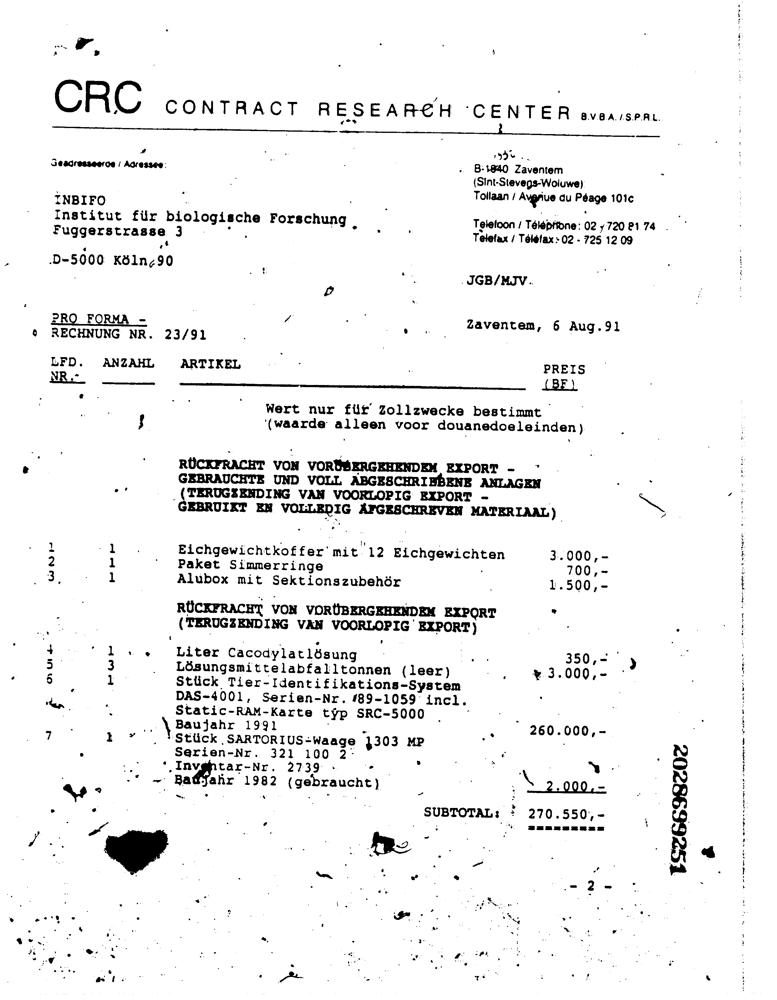 CRC CONTRACT RESEARCH CENTER B.V.B.A. / S.P.R.L.
Geadresseerde / Adressee:
B-1840 Zaventem
(Sint-Stevens-Woluwe)
Tollaan / Avenue du Péage 101c
INBIFO
Institut für biologische Forschung
Fuggerstrasse 3
Telefoon / Téléphone: 02 - 720 81 74
Telefax / Téléfax: 02 - 725 12 09
D-5000 Köln 90
JGB/MJV.
PRO FORMA -
RECHNUNG NR. 23/91
Zaventem, 6 Aug.91
LFD. ANZAHL ARTIKEL PREIS
NR.- (BF)
Wert nur für Zollzwecke bestimmt
(waarde alleen voor douanedoeleinden)
RÜCKFRACHT VON VORÜBERGEHENDEM EXPORT -
GEBRAUCHTE UND VOLL ABGESCHRIEBENE ANLAGEN
(TERUGZENDING VAN VOORLOPIG EXPORT -
GEBRUIKT EN VOLLEDIG AFGESCHREVEN MATERIAAL)
1 1 Eichgewichtkoffer mit 12 Eichgewichten 3.000,-
2 1 Paket Simmerringe 700,-
3. 1 Alubox mit Sektionszubehör 1.500,-
RÜCKFRACHT VON VORÜBERGEHENDEM EXPORT
(TERUGZENDING VAN VOORLOPIG EXPORT)
4 1 Liter Cacodylatlösung 350,-
5 3 Lösungsmittelabfalltonnen (leer) 3.000,-
6 1 Stück Tier-Identifikations-System
DAS-4001, Serien-Nr. 89-1059 incl.
Static-RAM-Karte typ SRC-5000
Baujahr 1991 260.000,-
7 1 Stück SARTORIUS-Waage 1303 MP
Serien-Nr. 321 100 2
Inventar-Nr. 2739
Baujahr 1982 (gebraucht) 2.000,-
SUBTOTAL: 270.550,-
2028699251
- 2 -